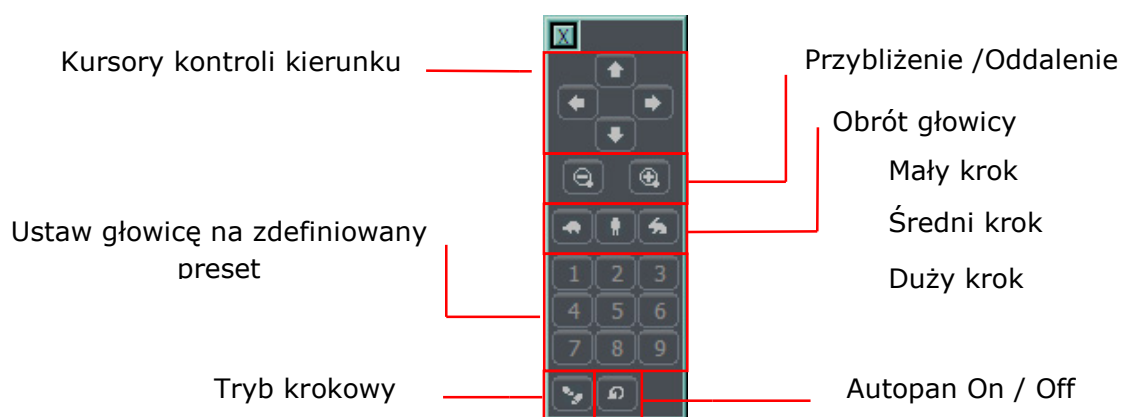 X
Kursory kontroli kierunku
Przybliżenie /Oddalenie
Obrót głowicy
Mały krok
Średni krok
Duży krok
Ustaw głowicę na zdefiniowany
preset
1 2 3
4 5 6
7 8 9
Tryb krokowy
Autopan On / Off